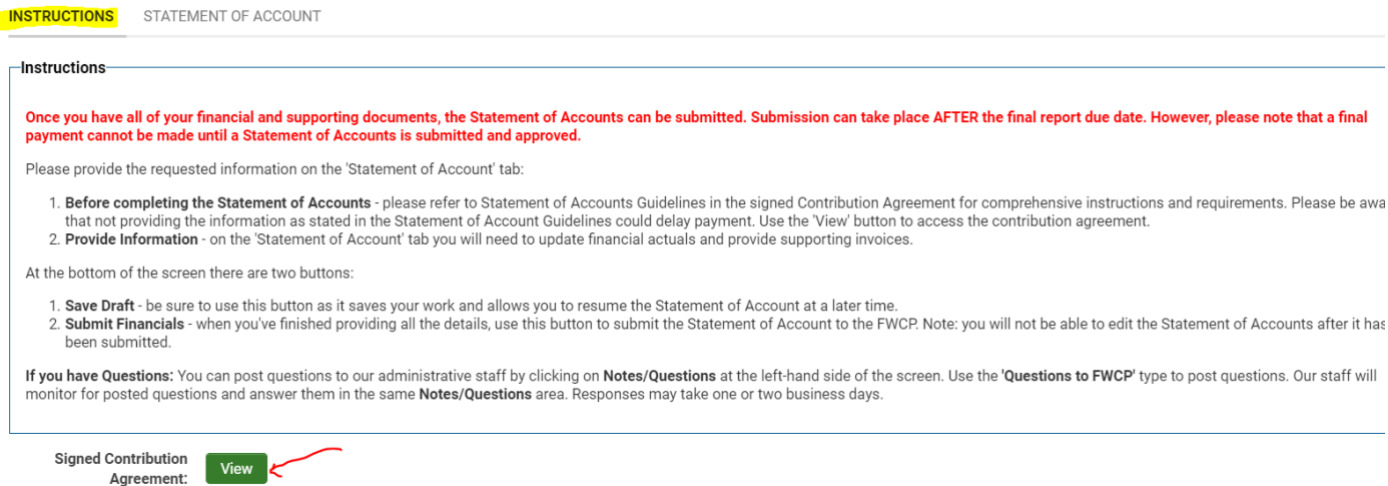 INSTRUCTIONS STATEMENT OF ACCOUNT
Instructions
Once you have all of your financial and supporting documents, the Statement of Accounts can be submitted. Submission can take place AFTER the final report due date. However, please note that a final
payment cannot be made until a Statement of Accounts is submitted and approved.
Please provide the requested information on the 'Statement of Account' tab:
1. Before completing the Statement of Accounts - please refer to Statement of Accounts Guidelines in the signed Contribution Agreement for comprehensive instructions and requirements. Please be awa
that not providing the information as stated in the Statement of Account Guidelines could delay payment. Use the 'View' button to access the contribution agreement.
2. Provide Information - on the 'Statement of Account' tab you will need to update financial actuals and provide supporting invoices.
At the bottom of the screen there are two buttons:
1. Save Draft - be sure to use this button as it saves your work and allows you to resume the Statement of Account at a later time.
2. Submit Financials - when you've finished providing all the details, use this button to submit the Statement of Account to the FWCP. Note: you will not be able to edit the Statement of Accounts after it has
been submitted.
If you have Questions: You can post questions to our administrative staff by clicking on Notes/Questions at the left-hand side of the screen. Use the 'Questions to FWCP' type to post questions. Our staff will
monitor for posted questions and answer them in the same Notes/Questions area. Responses may take one or two business days.
Signed Contribution
Agreement:
View